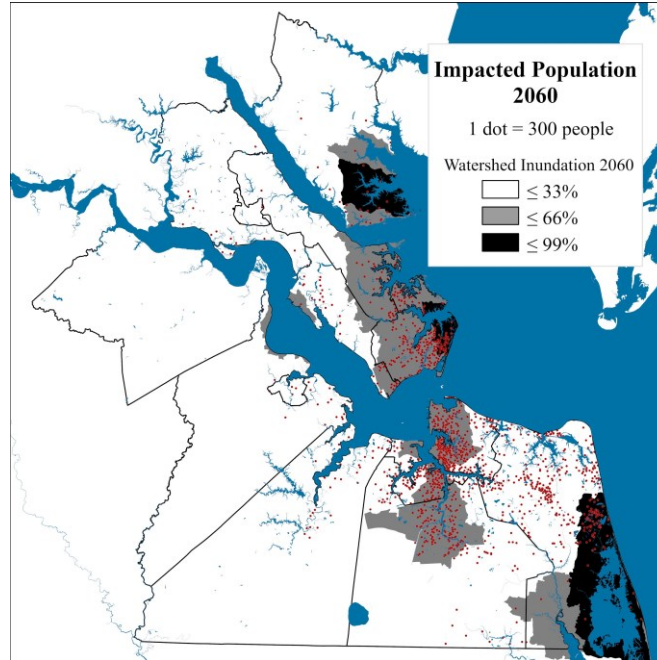 Impacted Population
2060
1 dot = 300 people
Watershed Inundation 2060
≤ 33%
≤ 66%
≤ 99%